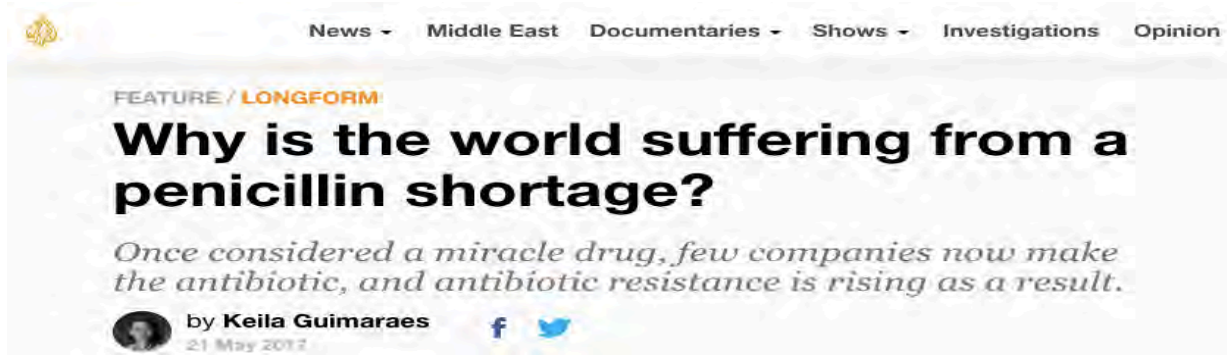 News Middle East Documentaries Shows Investigations Opinion
FEATURE / LONGFORM
Why is the world suffering from a
penicillin shortage?
Once considered a miracle drug, few companies now make
the antibiotic, and antibiotic resistance is rising as a result.
by Keila Guimaraes
21 May 2017